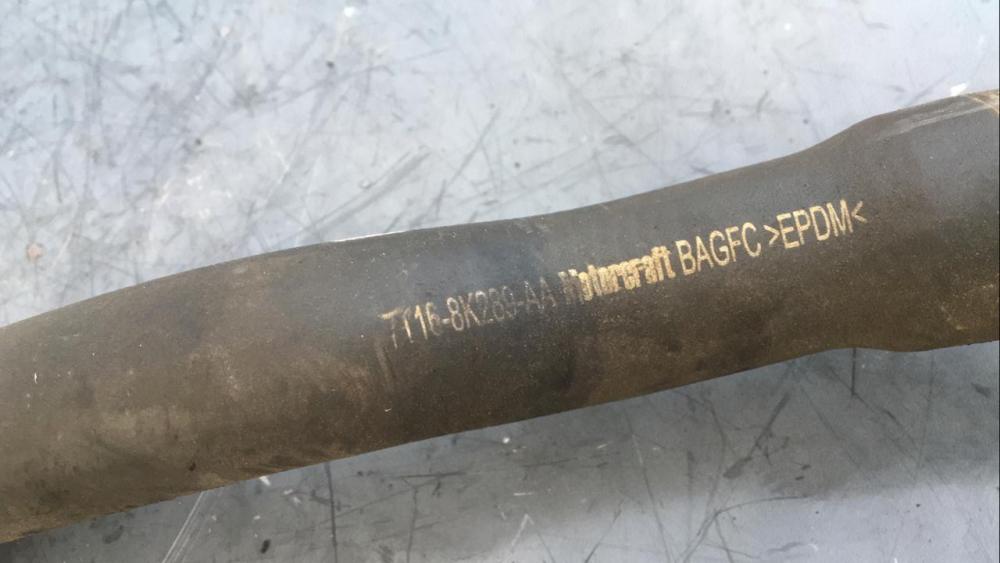 7T16-8K289-AA Motorcraft BAGFC >EPDM<